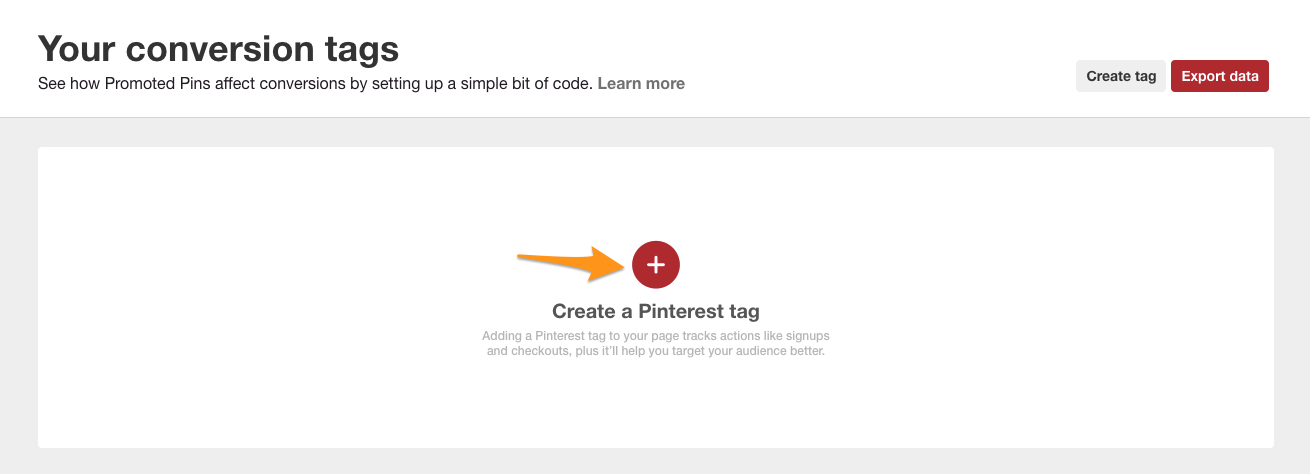 Your conversion tags
See how Promoted Pins affect conversions by setting up a simple bit of code. Learn more
Create tag
Export data
Create a Pinterest tag
Adding a Pinterest tag to your page tracks actions like signups
and checkouts, plus it'll help you target your audience better.